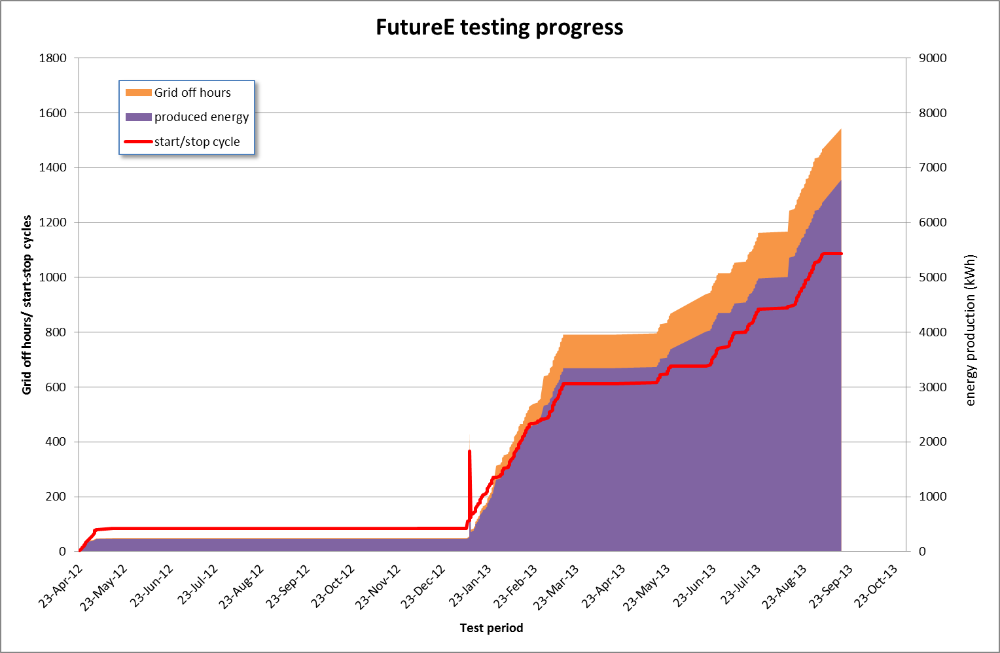 FutureE testing progress
1800
1600
1400
1200
1000
800
600
400
200
0
Grid off hours/ start-stop cycles
Grid off hours
produced energy
start/stop cycle
9000
8000
7000
6000
5000
4000
3000
2000
1000
0
energy production (kWh)
23-Apr-12
23-May-12
23-Jun-12
23-Jul-12
23-Aug-12
23-Sep-12
23-Oct-12
23-Nov-12
23-Dec-12
23-Jan-13
23-Feb-13
23-Mar-13
23-Apr-13
23-May-13
23-Jun-13
23-Jul-13
23-Aug-13
23-Sep-13
23-Oct-13
Test period